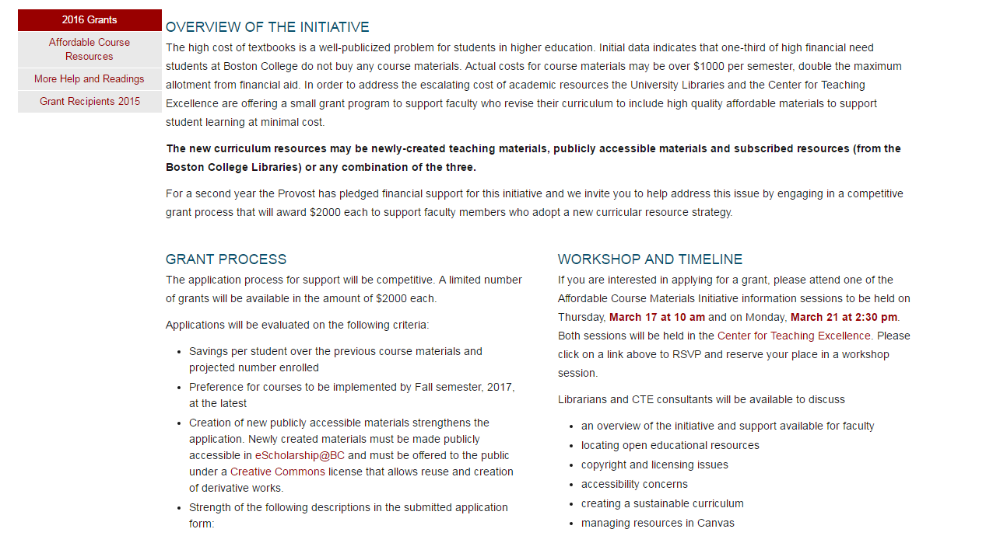 2016 Grants
Affordable Course
Resources
More Help and Readings
Grant Recipients 2015
OVERVIEW OF THE INITIATIVE
The high cost of textbooks is a well-publicized problem for students in higher education. Initial data indicates that one-third of high financial need
students at Boston College do not buy any course materials. Actual costs for course materials may be over $1000 per semester, double the maximum
allotment from financial aid. In order to address the escalating cost of academic resources the University Libraries and the Center for Teaching
Excellence are offering a small grant program to support faculty who revise their curriculum to include high quality affordable materials to support
student learning at minimal cost.
The new curriculum resources may be newly-created teaching materials, publicly accessible materials and subscribed resources (from the
Boston College Libraries) or any combination of the three.
For a second year the Provost has pledged financial support for this initiative and we invite you to help address this issue by engaging in a competitive
grant process that will award $2000 each to support faculty members who adopt a new curricular resource strategy.
GRANT PROCESS
The application process for support will be competitive. A limited number
of grants will be available in the amount of $2000 each.
Applications will be evaluated on the following criteria:
• Savings per student over the previous course materials and
projected number enrolled
• Preference for courses to be implemented by Fall semester, 2017,
at the latest
• Creation of new publicly accessible materials strengthens the
application. Newly created materials must be made publicly
accessible in eScholarship@BC and must be offered to the public
under a Creative Commons license that allows reuse and creation
of derivative works.
• Strength of the following descriptions in the submitted application
form:
WORKSHOP AND TIMELINE
If you are interested in applying for a grant, please attend one of the
Affordable Course Materials Initiative information sessions to be held on
Thursday, March 17 at 10 am and on Monday, March 21 at 2:30 pm.
Both sessions will be held in the Center for Teaching Excellence. Please
click on a link above to RSVP and reserve your place in a workshop
session.
Librarians and CTE consultants will be available to discuss
• an overview of the initiative and support available for faculty
• locating open educational resources
• copyright and licensing issues
• accessibility concerns
• creating a sustainable curriculum
• managing resources in Canvas